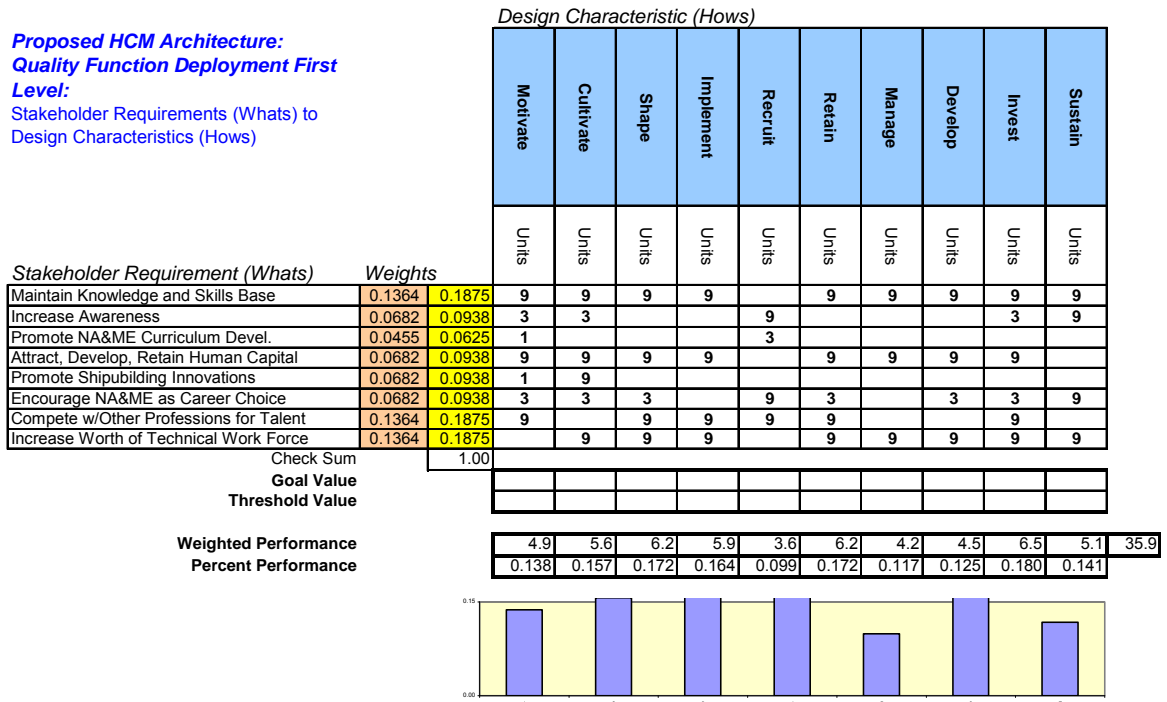 Design Characteristic (Hows)
Proposed HCM Architecture:
Quality Function Deployment First
Level:
Stakeholder Requirements (Whats) to
Design Characteristics (Hows)
Motivate Cultivate Shape Implement Recruit Retain Manage Develop Invest Sustain
Units Units Units Units Units Units Units Units Units Units
Stakeholder Requirement (Whats) Weights
Maintain Knowledge and Skills Base 0.1364 0.1875 9 9 9 9 9 9 9 9 9
Increase Awareness 0.0682 0.0938 3 3 9 3 9
Promote NA&ME Curriculum Devel. 0.0455 0.0625 1 3
Attract, Develop, Retain Human Capital 0.0682 0.0938 9 9 9 9 9 9 9 9
Promote Shipubilding Innovations 0.0682 0.0938 1 9
Encourage NA&ME as Career Choice 0.0682 0.0938 3 3 3 9 3 3 3 9
Compete w/Other Professions for Talent 0.1364 0.1875 9 9 9 9 9 9
Increase Worth of Technical Work Force 0.1364 0.1875 9 9 9 9 9 9 9 9
Check Sum 1.00
Goal Value
Threshold Value
Weighted Performance 4.9 5.6 6.2 5.9 3.6 6.2 4.2 4.5 6.5 5.1 35.9
Percent Performance 0.138 0.157 0.172 0.164 0.099 0.172 0.117 0.125 0.180 0.141
0.15
0.00